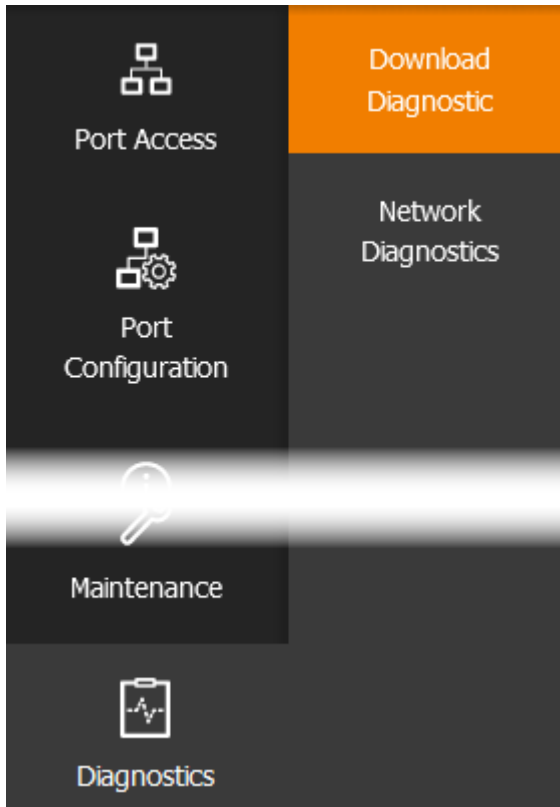 Port Access
Port
Configuration
Maintenance
Diagnostics
Download
Diagnostic
Network
Diagnostics